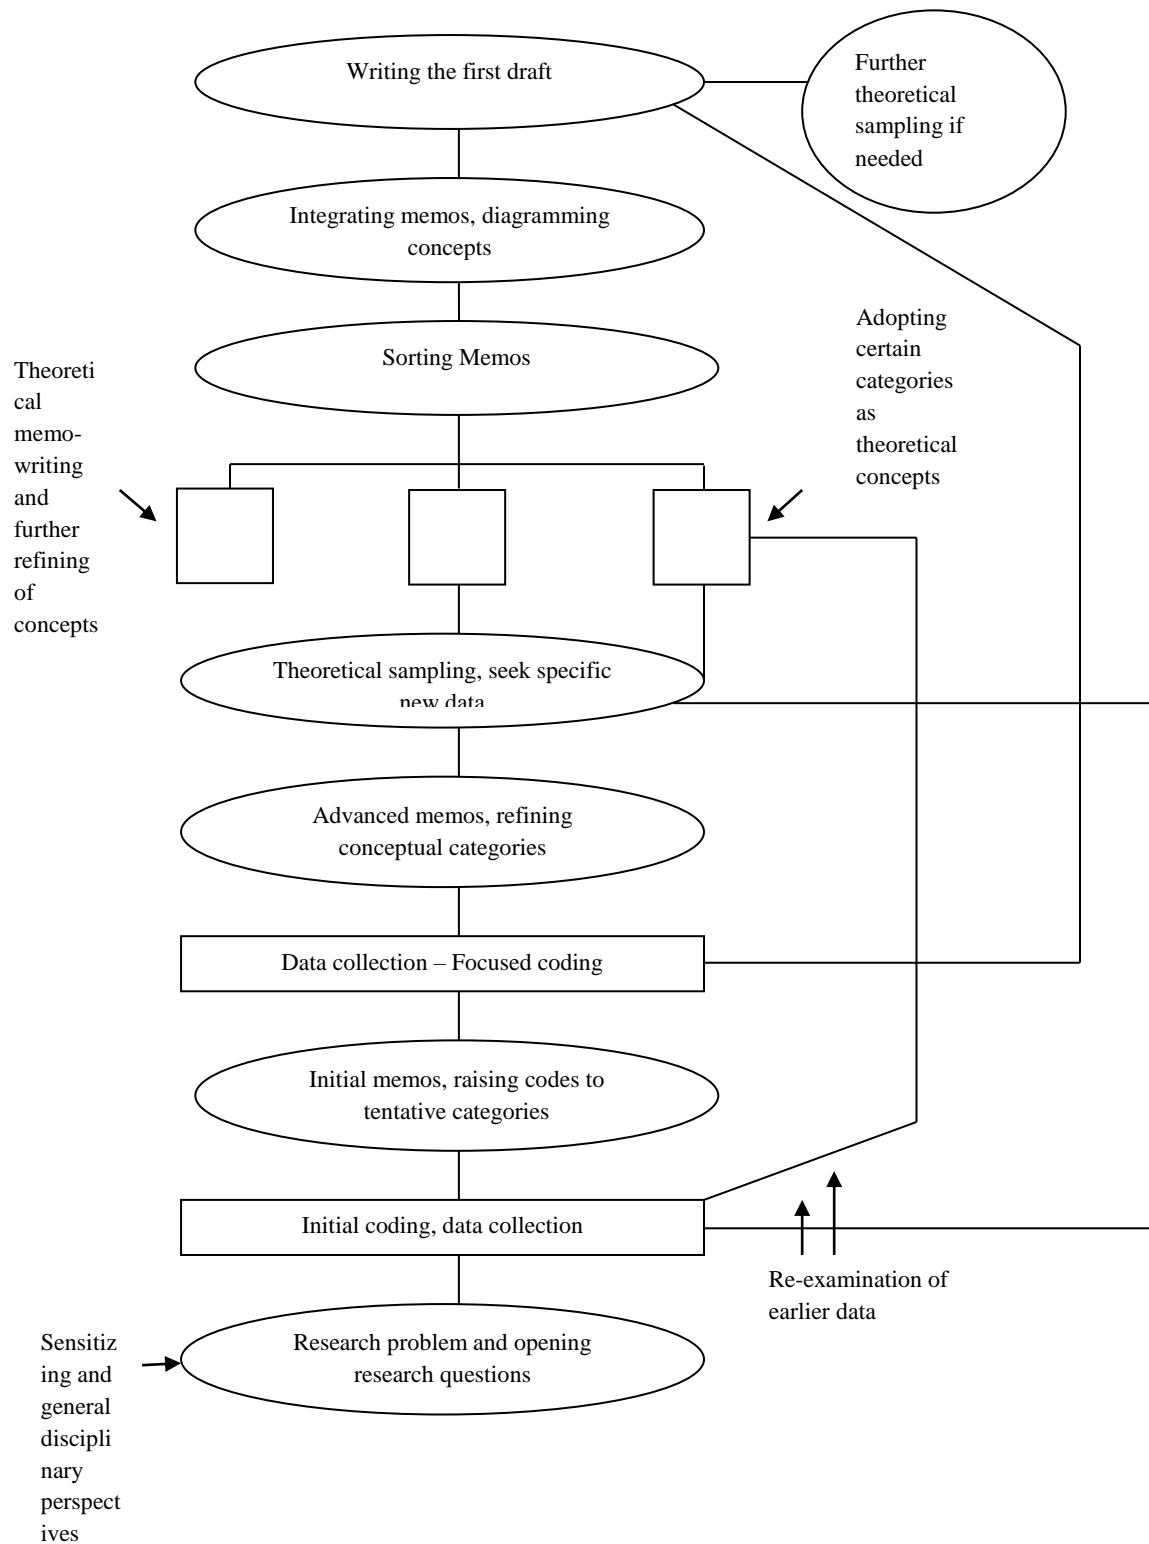 Writing the first draft
Further
theoretical
sampling if
needed
Integrating memos, diagramming
concepts
Adopting
certain
categories
as
theoretical
concepts
Sorting Memos
Theoreti
cal
memo-
writing
and
further
refining
of
concepts
Theoretical sampling, seek specific
new data
Advanced memos, refining
conceptual categories
Data collection – Focused coding
Initial memos, raising codes to
tentative categories
Initial coding, data collection
Re-examination of
earlier data
Research problem and opening
research questions
Sensitiz
ing and
general
discipli
nary
perspect
ives